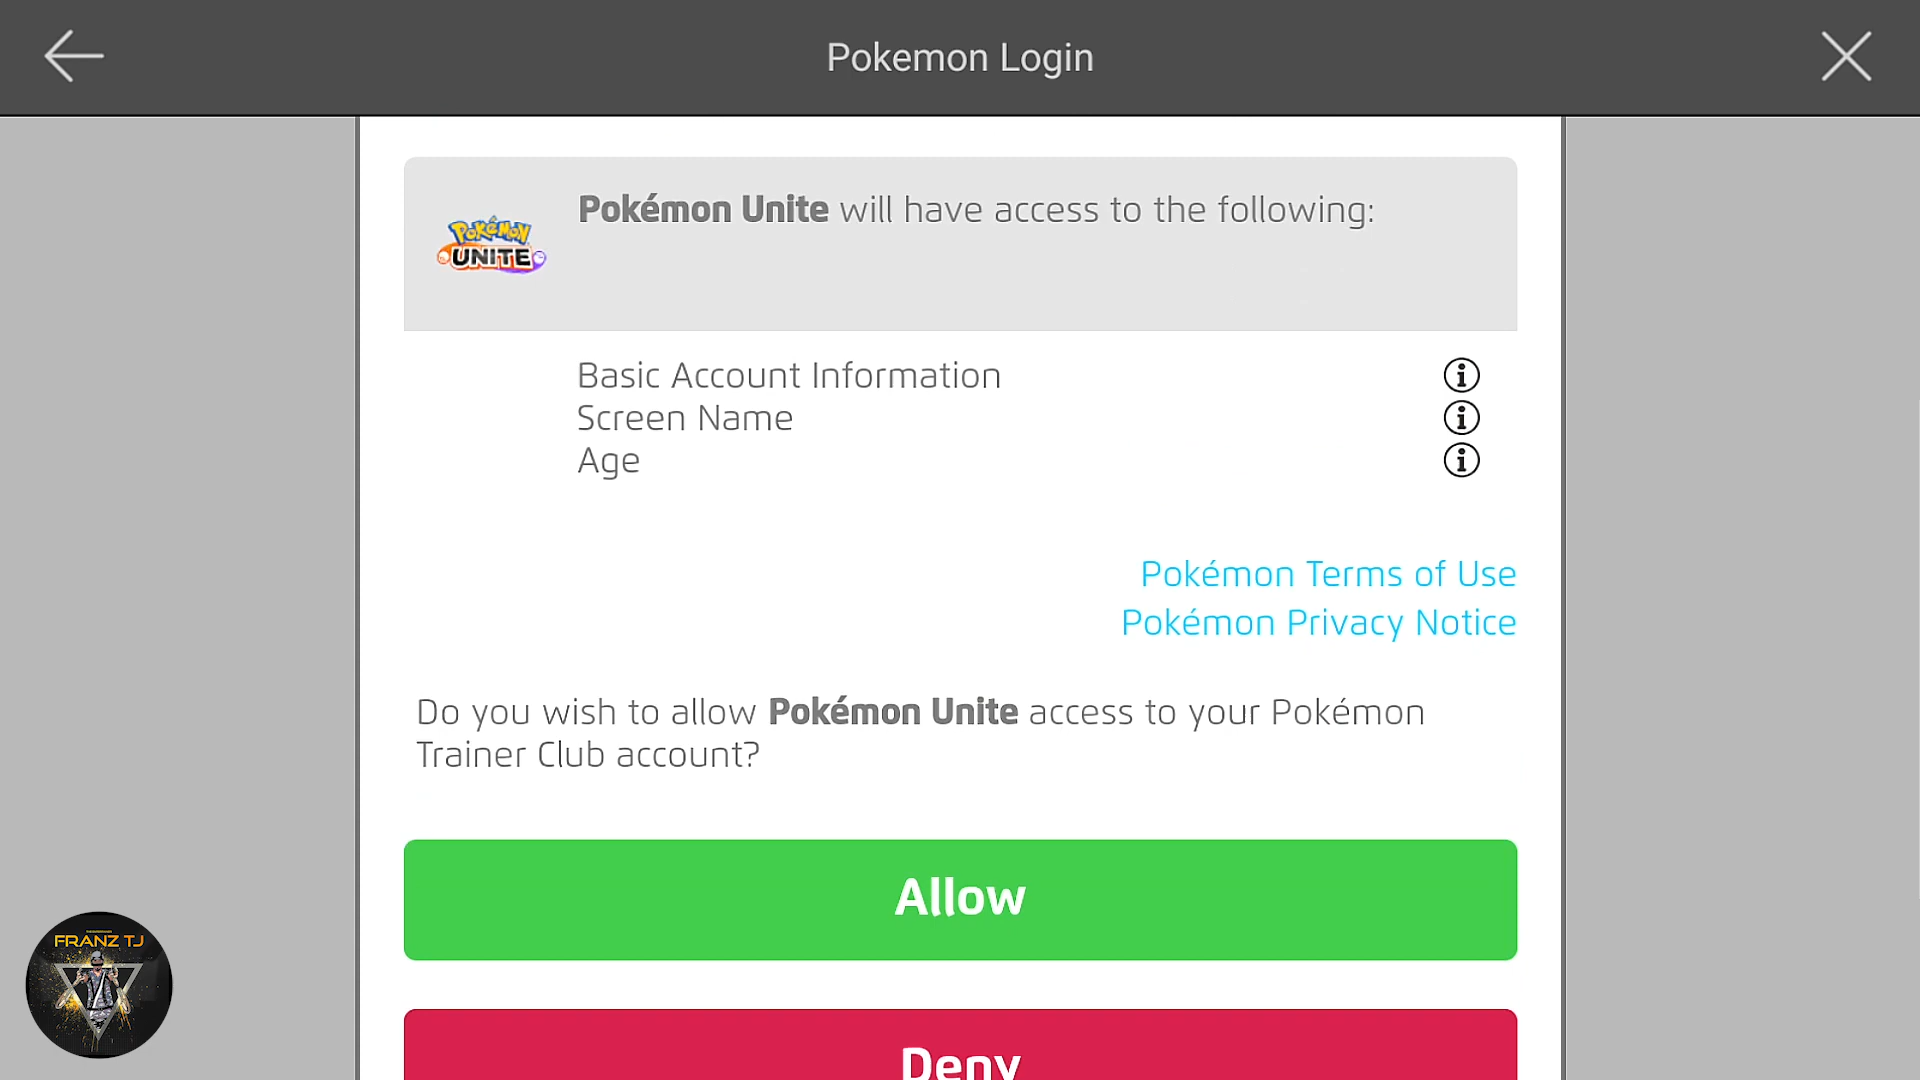 Pokemon Login
Pokémon Unite will have access to the following:
POKÉMON
UNITE
Basic Account Information
Screen Name
Age
Pokémon Terms of Use
Pokémon Privacy Notice
Do you wish to allow Pokémon Unite access to your Pokémon
Trainer Club account?
Allow
FRANZ TJ
Deny